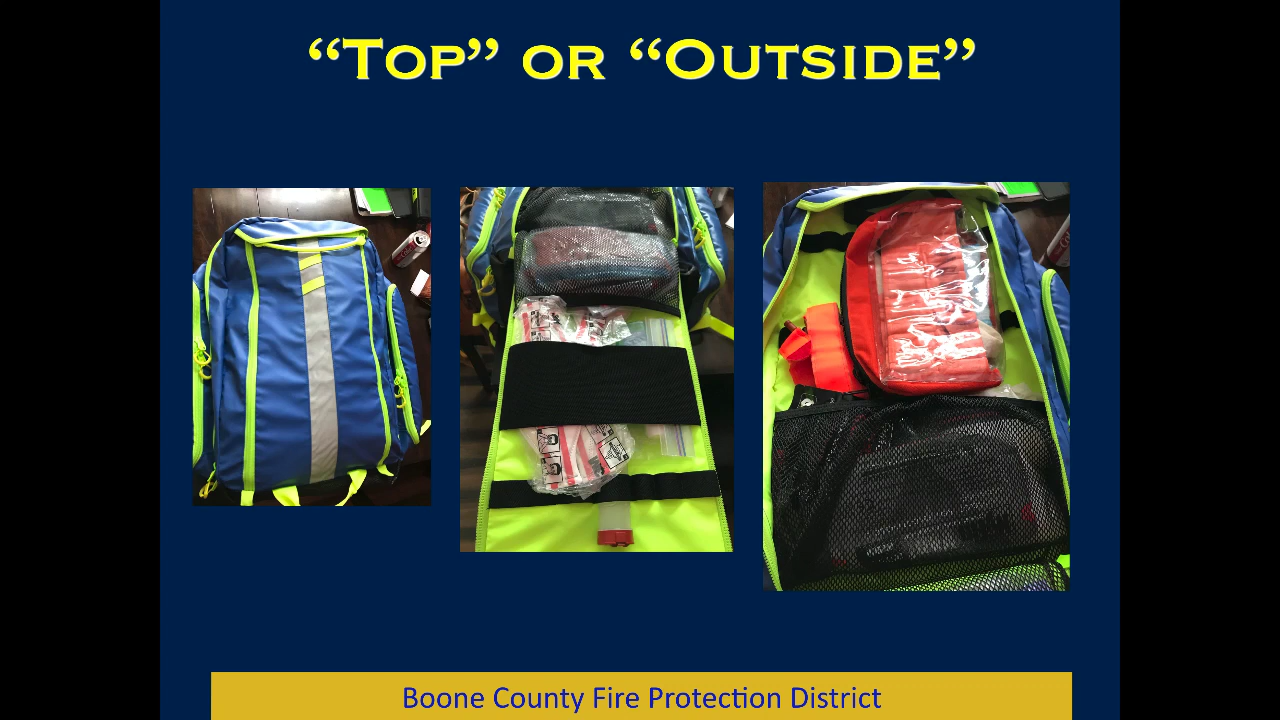 “Top” or “Outside”
Boone County Fire Protection District